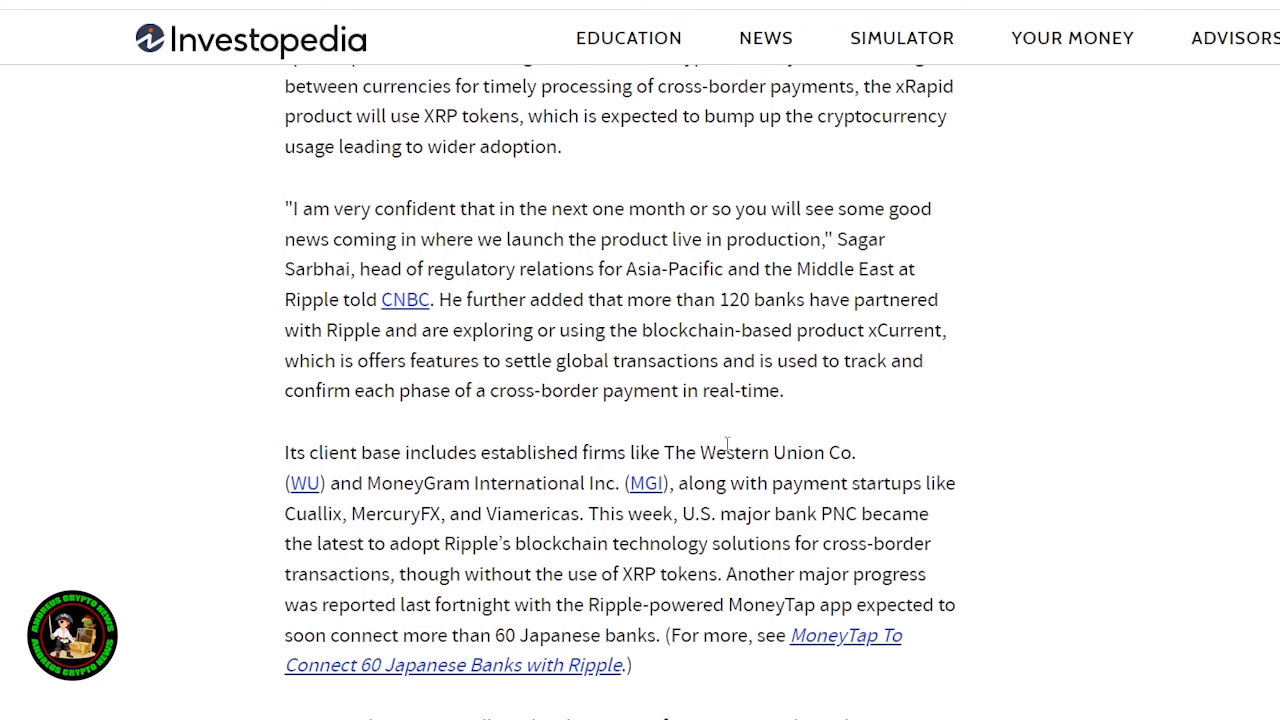 Investopedia
EDUCATION NEWS SIMULATOR YOUR MONEY ADVISORS
between currencies for timely processing of cross-border payments, the xRapid
product will use XRP tokens, which is expected to bump up the cryptocurrency
usage leading to wider adoption.
"I am very confident that in the next one month or so you will see some good
news coming in where we launch the product live in production," Sagar
Sarbhai, head of regulatory relations for Asia-Pacific and the Middle East at
Ripple told CNBC. He further added that more than 120 banks have partnered
with Ripple and are exploring or using the blockchain-based product xCurrent,
which is offers features to settle global transactions and is used to track and
confirm each phase of a cross-border payment in real-time.
Its client base includes established firms like The Western Union Co.
(WU) and MoneyGram International Inc. (MGI), along with payment startups like
Cuallix, MercuryFX, and Viamericas. This week, U.S. major bank PNC became
the latest to adopt Ripple’s blockchain technology solutions for cross-border
transactions, though without the use of XRP tokens. Another major progress
was reported last fortnight with the Ripple-powered MoneyTap app expected to
soon connect more than 60 Japanese banks. (For more, see MoneyTap To
Connect 60 Japanese Banks with Ripple.)
ANDREUS CRYPTO NEWS
ANDREUS CRYPTO NEWS